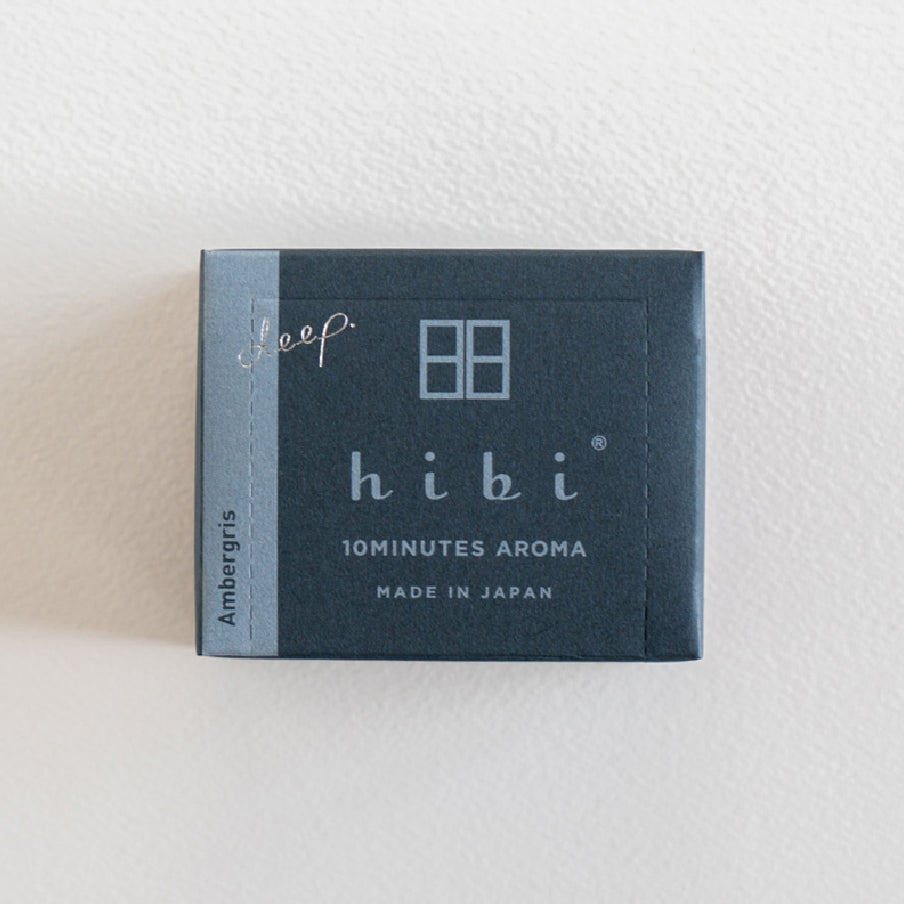 deep.
hibi®
10MINUTES AROMA
MADE IN JAPAN
Ambergris